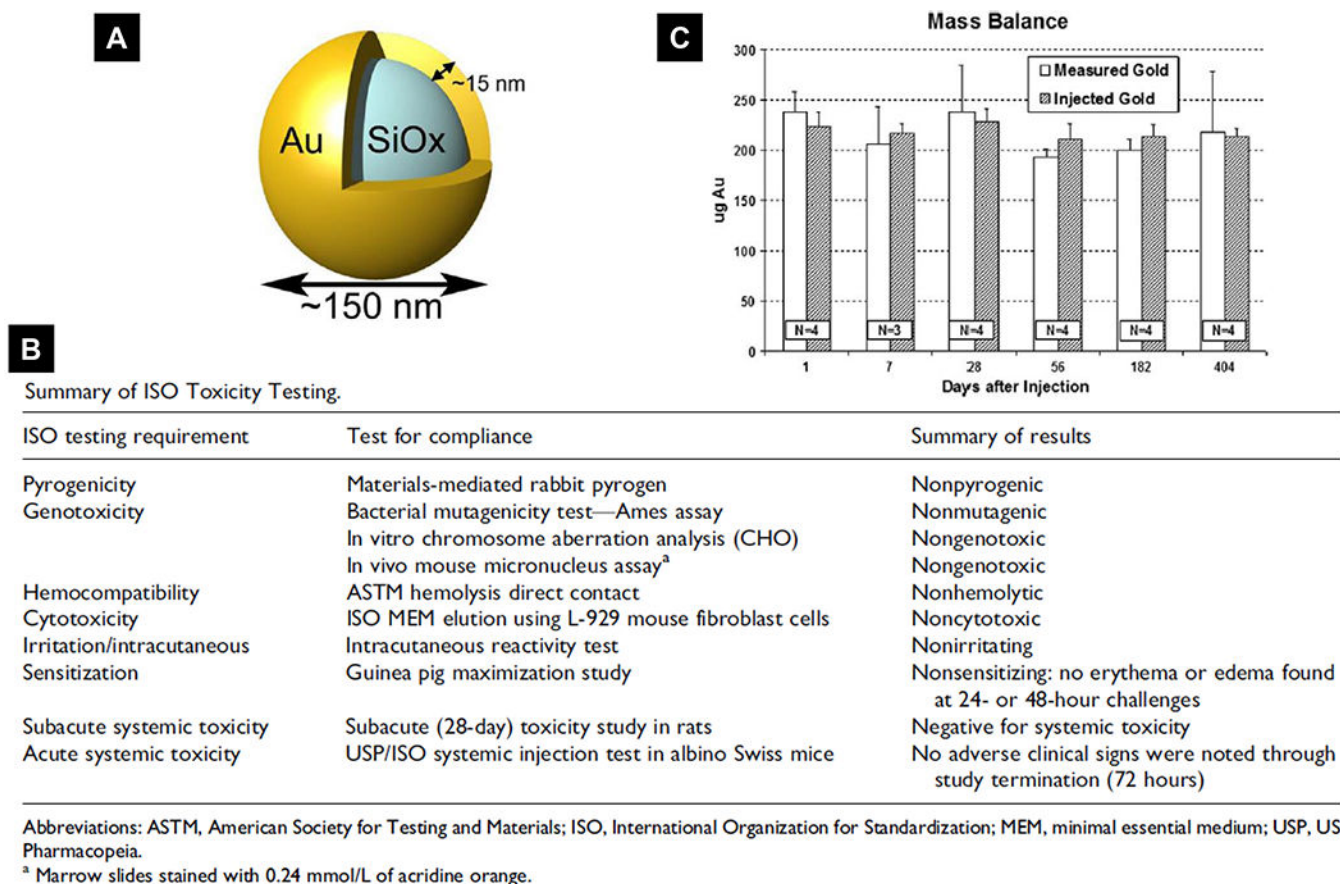 A
Au
SiOx
~15 nm
~150 nm
C
Mass Balance
300
250
200
150
100
50
0
ug Au
Measured Gold
Injected Gold
N=4
N=3
N=4
N=4
N=4
N=4
1
7
28
56
182
404
Days after Injection
B
Summary of ISO Toxicity Testing.
ISO testing requirement Test for compliance Summary of results
Pyrogenicity Materials-mediated rabbit pyrogen Nonpyrogenic
Genotoxicity Bacterial mutagenicity test—Ames assay Nonmutagenic
In vitro chromosome aberration analysis (CHO) Nongenotoxic
In vivo mouse micronucleus assayᵃ Nongenotoxic
Hemocompatibility ASTM hemolysis direct contact Nonhemolytic
Cytotoxicity ISO MEM elution using L-929 mouse fibroblast cells Noncytotoxic
Irritation/intracutaneous Intracutaneous reactivity test Nonirritating
Sensitization Guinea pig maximization study Nonsensitizing: no erythema or edema found
at 24- or 48-hour challenges
Subacute systemic toxicity Subacute (28-day) toxicity study in rats Negative for systemic toxicity
Acute systemic toxicity USP/ISO systemic injection test in albino Swiss mice No adverse clinical signs were noted through
study termination (72 hours)
Abbreviations: ASTM, American Society for Testing and Materials; ISO, International Organization for Standardization; MEM, minimal essential medium; USP, US
Pharmacopeia.
ᵃ Marrow slides stained with 0.24 mmol/L of acridine orange.